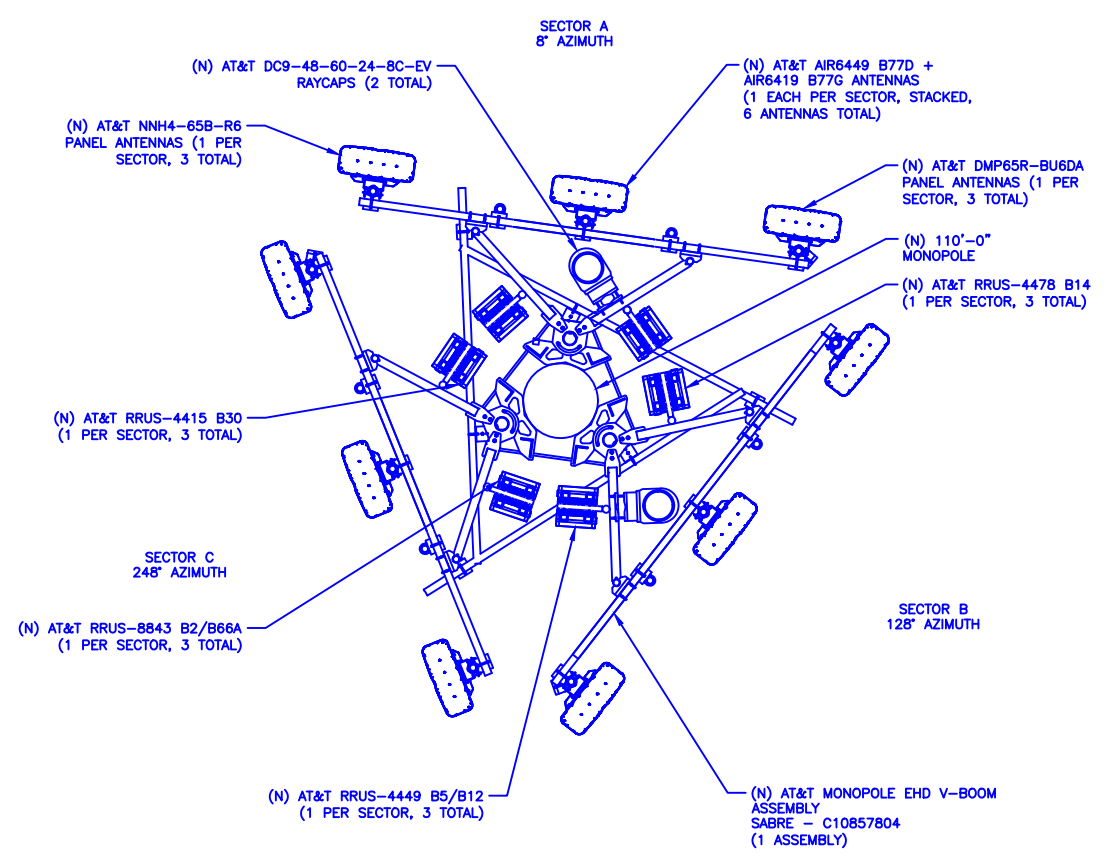 SECTOR A
8° AZIMUTH
(N) AT&T DC9-48-60-24-8C-EV
RAYCAPS (2 TOTAL)
(N) AT&T AIR6449 B77D +
AIR6419 B77G ANTENNAS
(1 EACH PER SECTOR, STACKED,
6 ANTENNAS TOTAL)
(N) AT&T NNH4-65B-R6
PANEL ANTENNAS (1 PER
SECTOR, 3 TOTAL)
(N) AT&T DMP65R-BU6DA
PANEL ANTENNAS (1 PER
SECTOR, 3 TOTAL)
(N) 110'-0"
MONOPOLE
(N) AT&T RRUS-4478 B14
(1 PER SECTOR, 3 TOTAL)
(N) AT&T RRUS-4415 B30
(1 PER SECTOR, 3 TOTAL)
SECTOR C
248° AZIMUTH
SECTOR B
128° AZIMUTH
(N) AT&T RRUS-8843 B2/B66A
(1 PER SECTOR, 3 TOTAL)
(N) AT&T RRUS-4449 B5/B12
(1 PER SECTOR, 3 TOTAL)
(N) AT&T MONOPOLE EHD V-BOOM
ASSEMBLY
SABRE - C10857804
(1 ASSEMBLY)